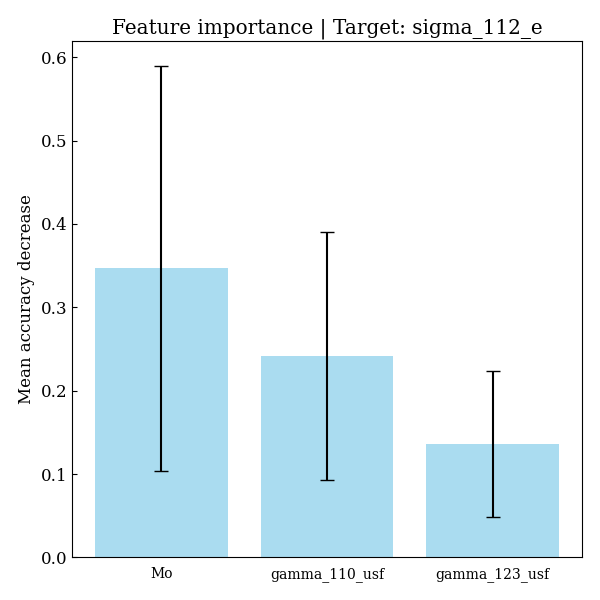 Feature importance | Target: sigma_112_e
Mean accuracy decrease
0.6
0.5
0.4
0.3
0.2
0.1
0.0
Mo
gamma_110_usf
gamma_123_usf